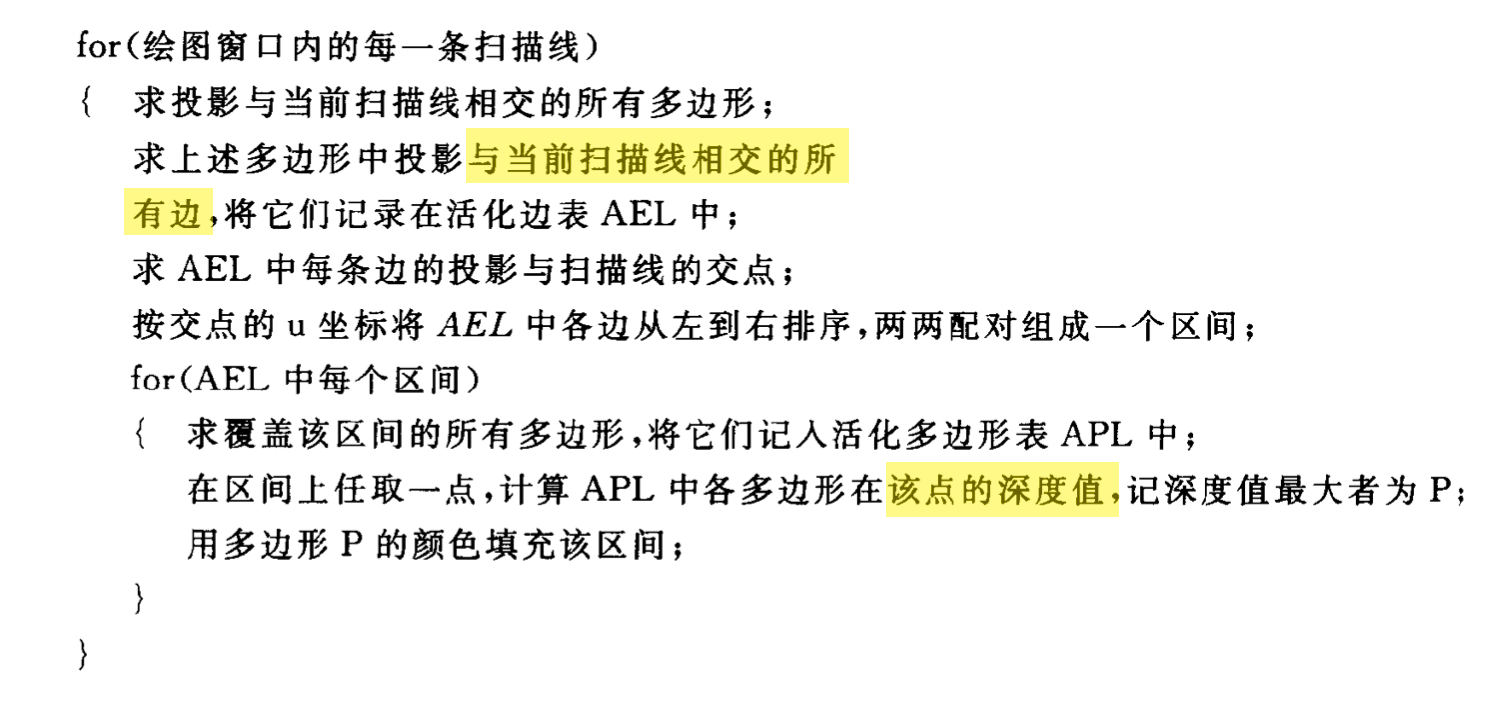 for(绘图窗口内的每一条扫描线)
{ 求投影与当前扫描线相交的所有多边形;
求上述多边形中投影与当前扫描线相交的所
有边,将它们记录在活化边表 AEL 中;
求 AEL 中每条边的投影与扫描线的交点;
按交点的 u 坐标将 AEL 中各边从左到右排序,两两配对组成一个区间;
for(AEL 中每个区间)
{ 求覆盖该区间的所有多边形,将它们记入活化多边形表 APL 中;
在区间上任取一点,计算 APL 中各多边形在该点的深度值,记深度值最大者为 P;
用多边形 P 的颜色填充该区间;
}
}